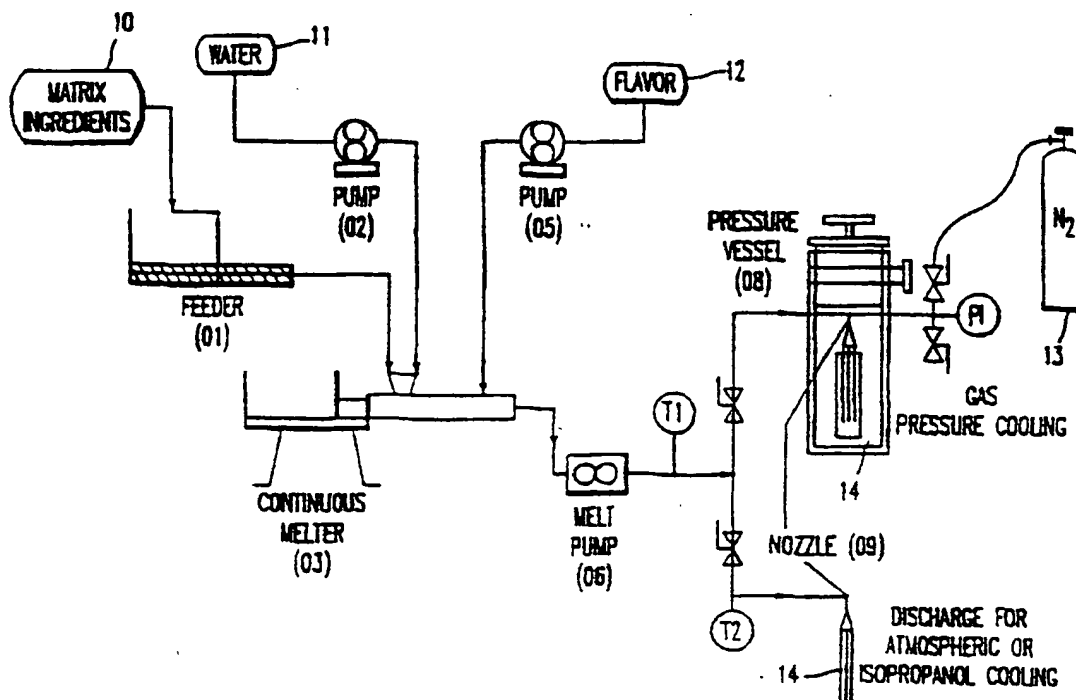 10
MATRIX
INGREDIENTS
WATER
11
FLAVOR
12
PUMP
(02)
PUMP
(05)
FEEDER
(01)
PRESSURE
VESSEL
(08)
N2
PI
13
GAS
PRESSURE COOLING
14
CONTINUOUS
MELTER
(03)
T1
MELT
PUMP
(06)
NOZZLE (09)
T2
14
DISCHARGE FOR
ATMOSPHERIC OR
ISOPROPANOL COOLING